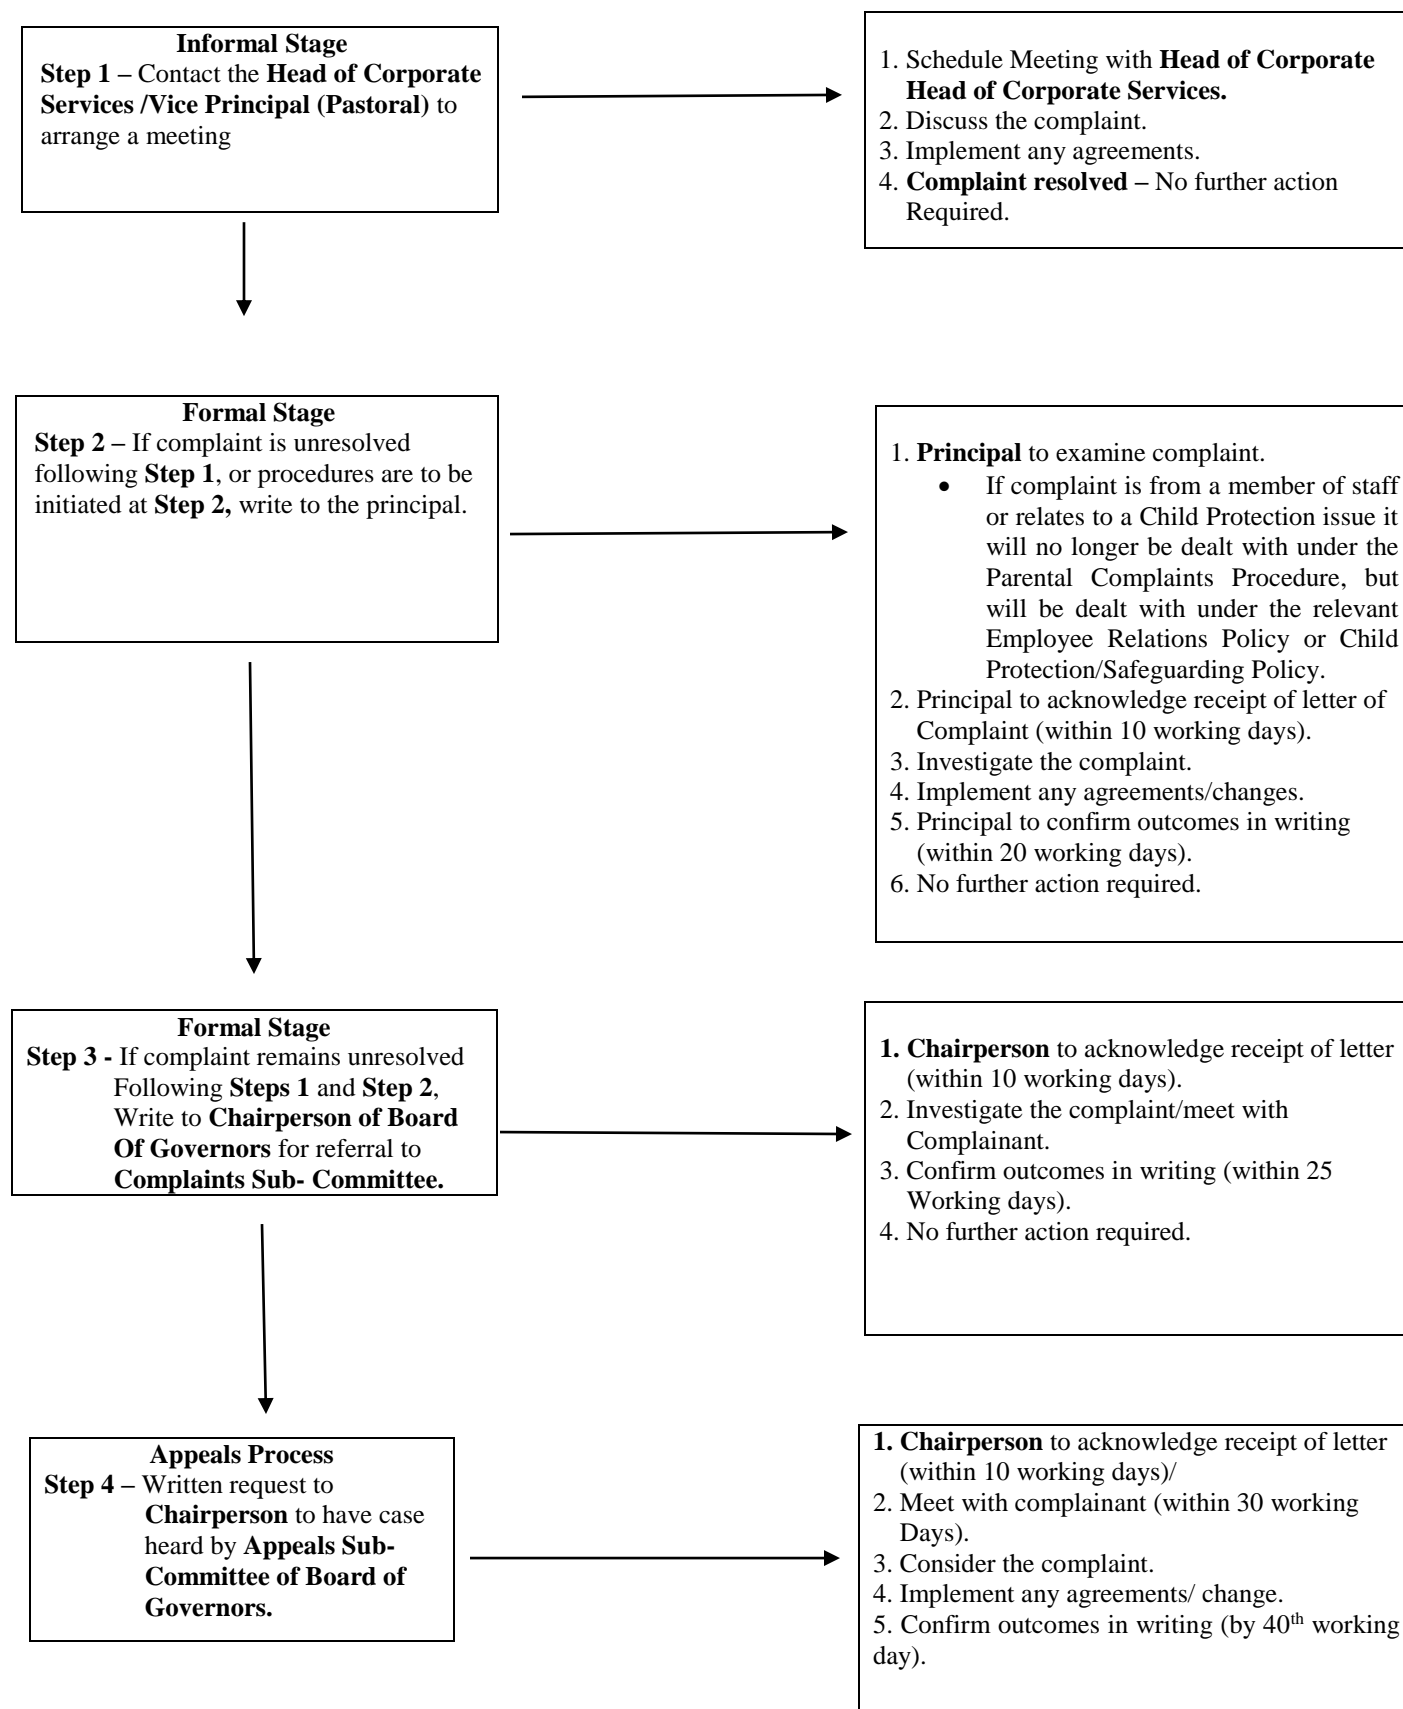 Informal Stage
Step 1 – Contact the Head of Corporate
Services /Vice Principal (Pastoral) to
arrange a meeting
1. Schedule Meeting with Head of Corporate
Head of Corporate Services.
2. Discuss the complaint.
3. Implement any agreements.
4. Complaint resolved – No further action
Required.
Formal Stage
Step 2 – If complaint is unresolved
following Step 1, or procedures are to be
initiated at Step 2, write to the principal.
1. Principal to examine complaint.
• If complaint is from a member of staff
or relates to a Child Protection issue it
will no longer be dealt with under the
Parental Complaints Procedure, but
will be dealt with under the relevant
Employee Relations Policy or Child
Protection/Safeguarding Policy.
2. Principal to acknowledge receipt of letter of
Complaint (within 10 working days).
3. Investigate the complaint.
4. Implement any agreements/changes.
5. Principal to confirm outcomes in writing
(within 20 working days).
6. No further action required.
Formal Stage
Step 3 - If complaint remains unresolved
Following Steps 1 and Step 2,
Write to Chairperson of Board
Of Governors for referral to
Complaints Sub- Committee.
1. Chairperson to acknowledge receipt of letter
(within 10 working days).
2. Investigate the complaint/meet with
Complainant.
3. Confirm outcomes in writing (within 25
Working days).
4. No further action required.
Appeals Process
Step 4 – Written request to
Chairperson to have case
heard by Appeals Sub-
Committee of Board of
Governors.
1. Chairperson to acknowledge receipt of letter
(within 10 working days)/
2. Meet with complainant (within 30 working
Days).
3. Consider the complaint.
4. Implement any agreements/ change.
5. Confirm outcomes in writing (by 40th working
day).